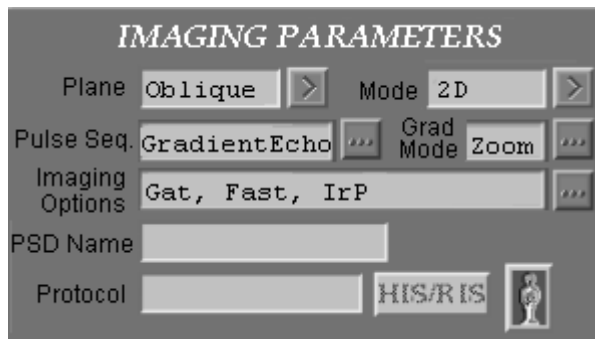 IMAGING PARAMETERS
Plane Oblique > Mode 2D >
Pulse Seq. GradientEcho ... Grad Mode Zoom ...
Imaging Options Gat, Fast, IrP ...
PSD Name
Protocol HIS/RIS